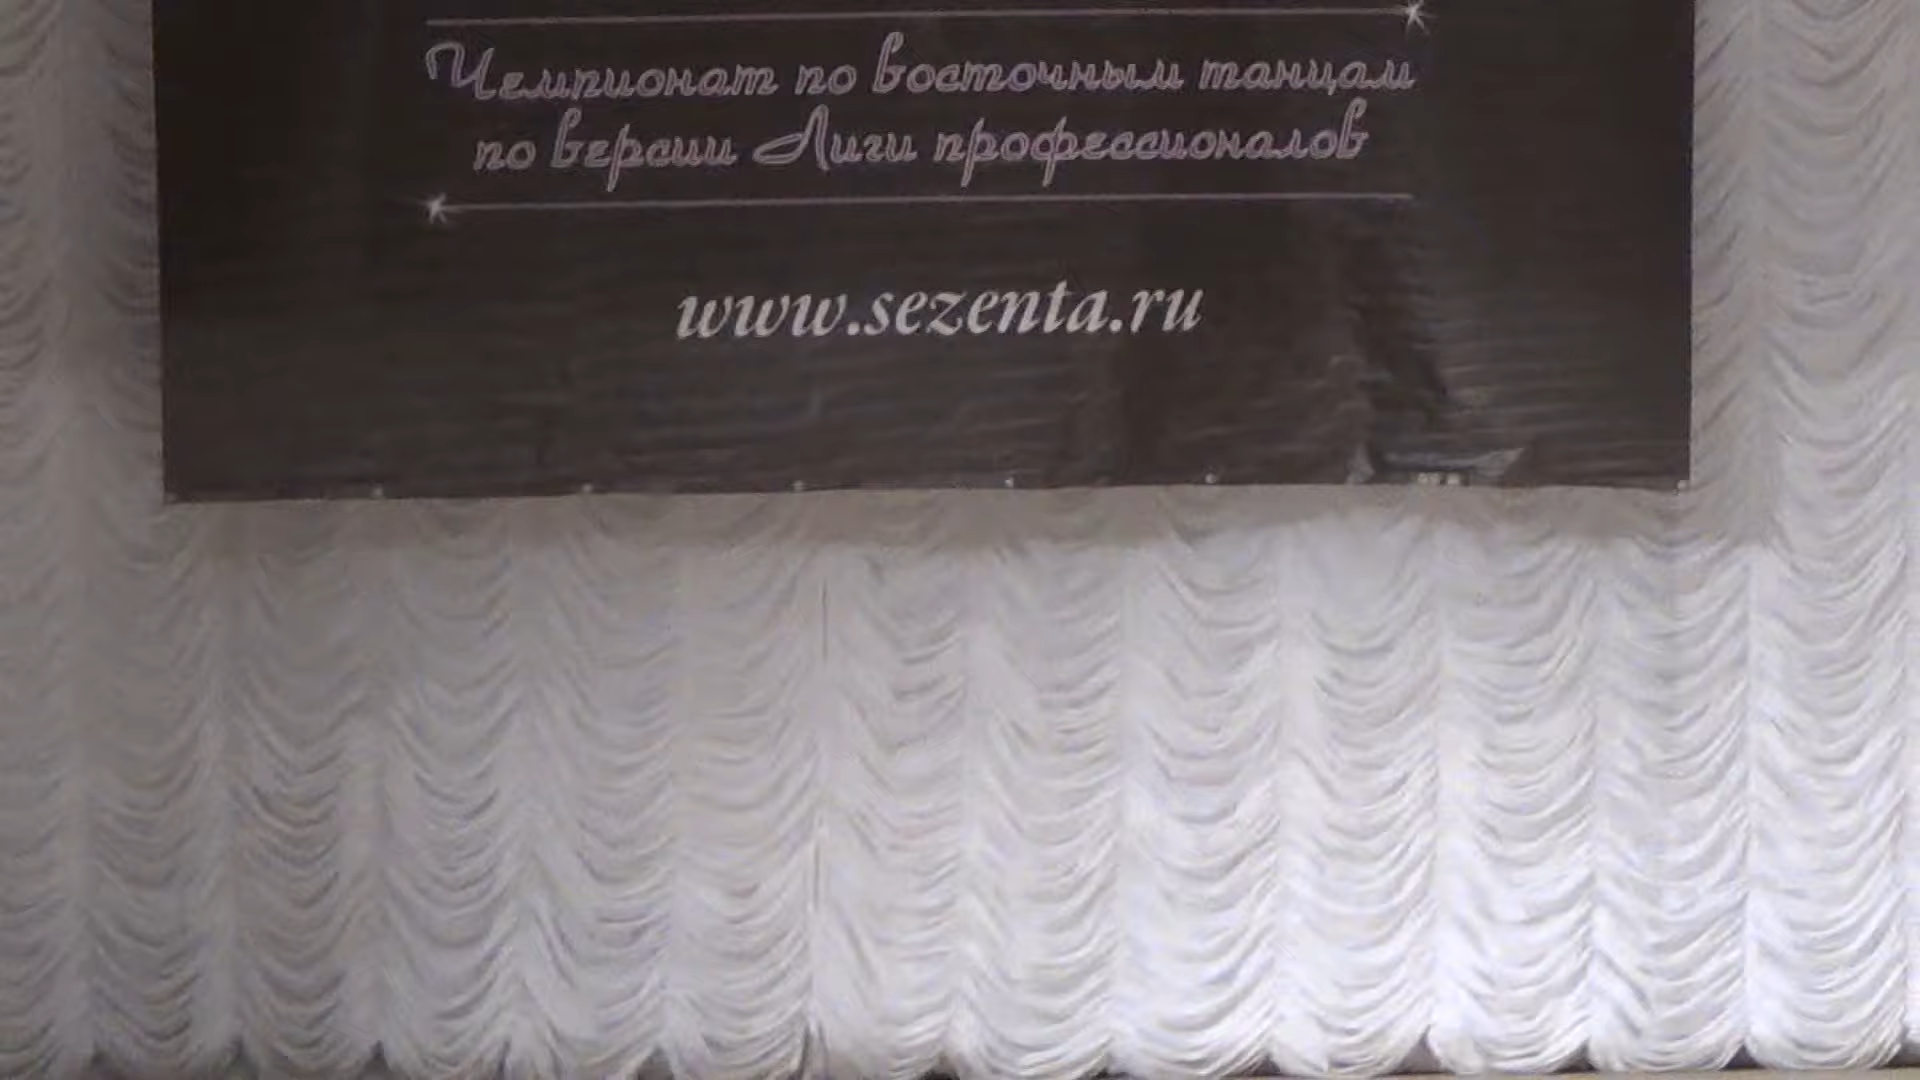 Чемпионат по восточным танцам
по версии Лиги профессионалов
www.sezenta.ru